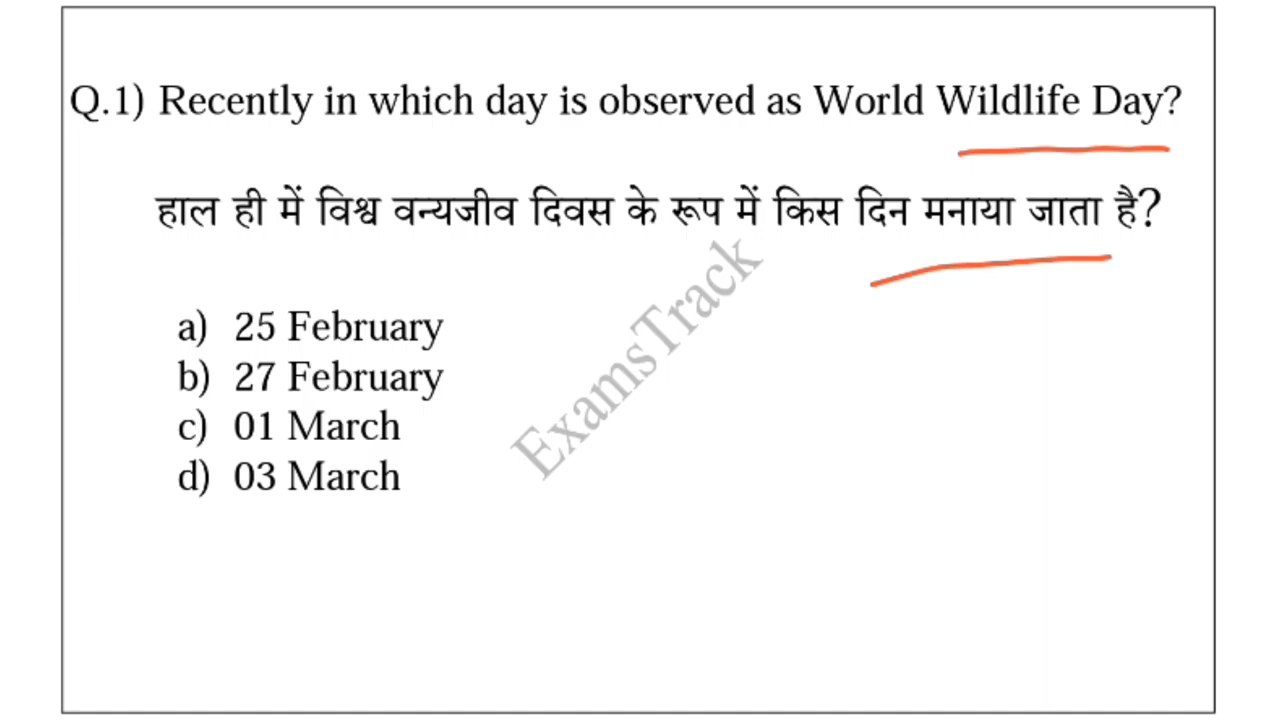 Q.1) Recently in which day is observed as World Wildlife Day?
हाल ही में विश्व वन्यजीव दिवस के रूप में किस दिन मनाया जाता है?
a) 25 February
b) 27 February
c) 01 March
d) 03 March
ExamsTrack